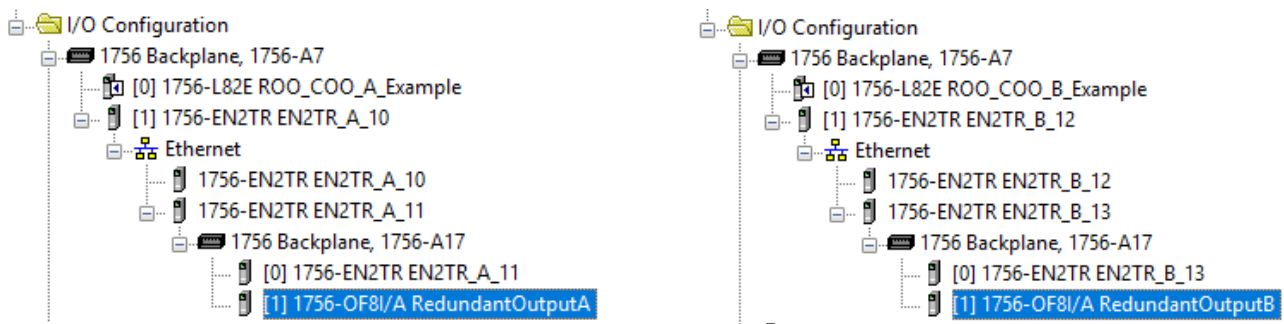 I/O Configuration
1756 Backplane, 1756-A7
[0] 1756-L82E ROO_COO_A_Example
[1] 1756-EN2TR EN2TR_A_10
Ethernet
1756-EN2TR EN2TR_A_10
1756-EN2TR EN2TR_A_11
1756 Backplane, 1756-A17
[0] 1756-EN2TR EN2TR_A_11
[1] 1756-OF8I/A RedundantOutputA
I/O Configuration
1756 Backplane, 1756-A7
[0] 1756-L82E ROO_COO_B_Example
[1] 1756-EN2TR EN2TR_B_12
Ethernet
1756-EN2TR EN2TR_B_12
1756-EN2TR EN2TR_B_13
1756 Backplane, 1756-A17
[0] 1756-EN2TR EN2TR_B_13
[1] 1756-OF8I/A RedundantOutputB